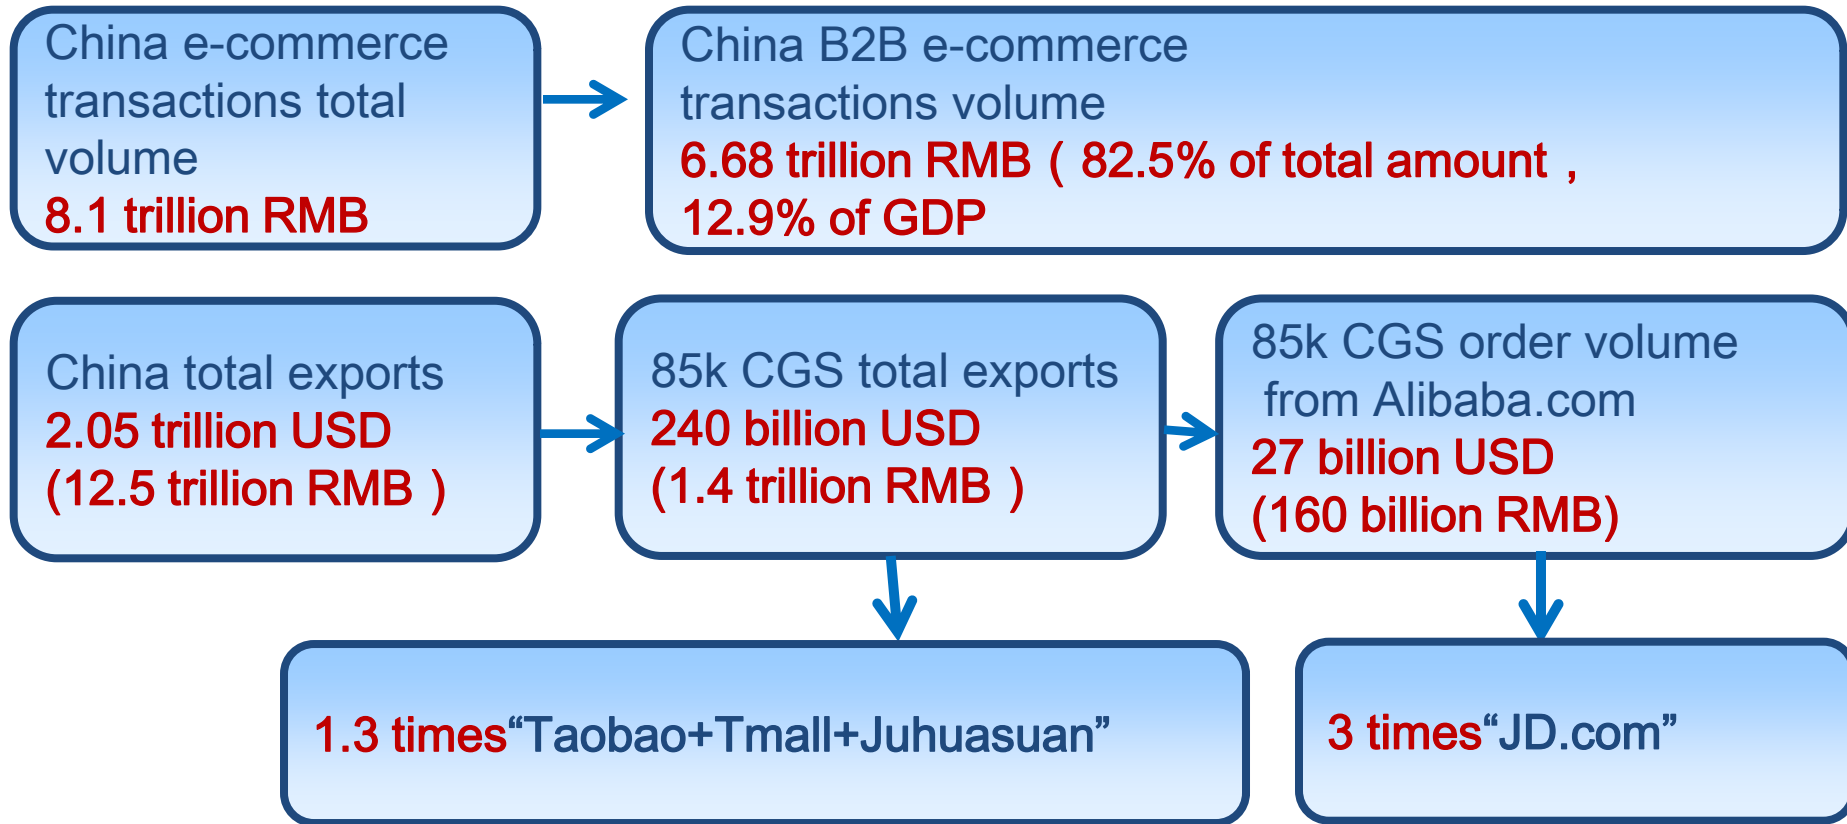 China e-commerce
transactions total
volume
8.1 trillion RMB
China B2B e-commerce
transactions volume
6.68 trillion RMB（ 82.5% of total amount，
12.9% of GDP
China total exports
2.05 trillion USD
(12.5 trillion RMB ）
85k CGS total exports
240 billion USD
(1.4 trillion RMB ）
85k CGS order volume
from Alibaba.com
27 billion USD
(160 billion RMB)
1.3 times“Taobao+Tmall+Juhuasuan”
3 times“JD.com”